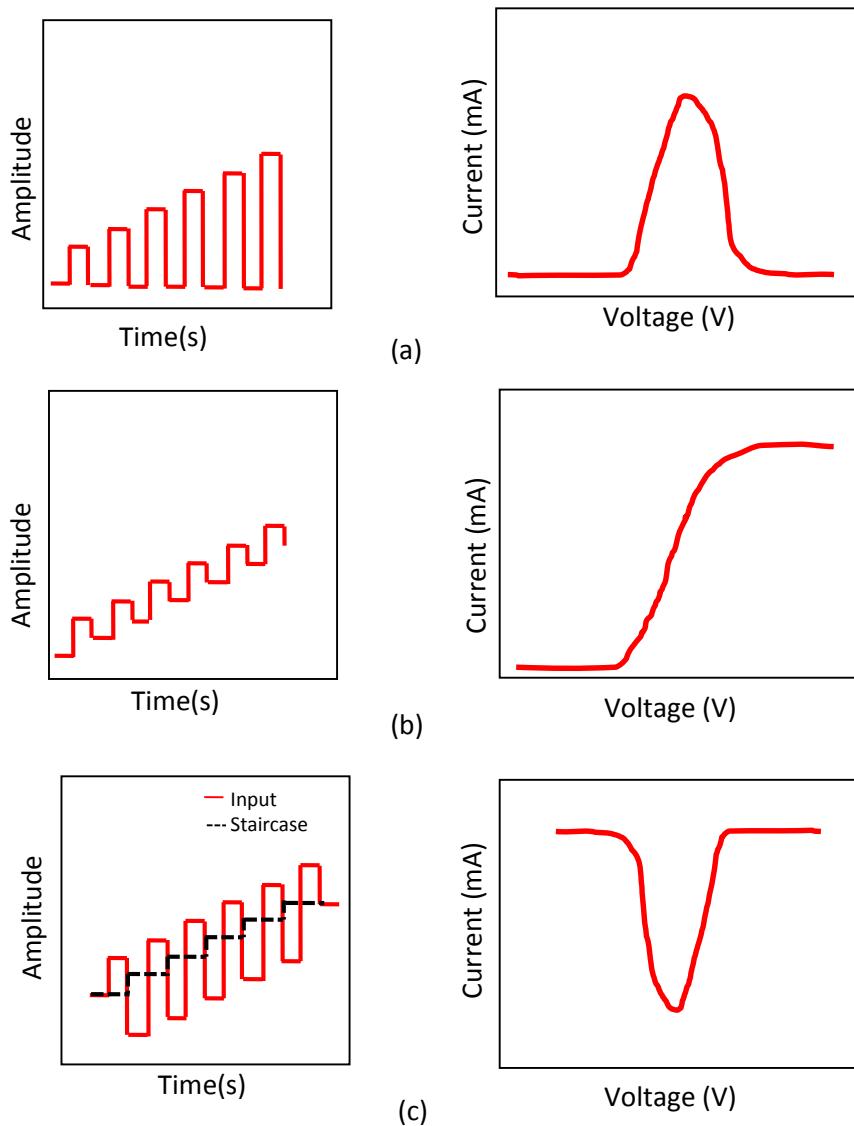 Amplitude
Time(s)
Current (mA)
Voltage (V)
(a)
Amplitude
Time(s)
Current (mA)
Voltage (V)
(b)
Input
Staircase
Amplitude
Time(s)
Current (mA)
Voltage (V)
(c)